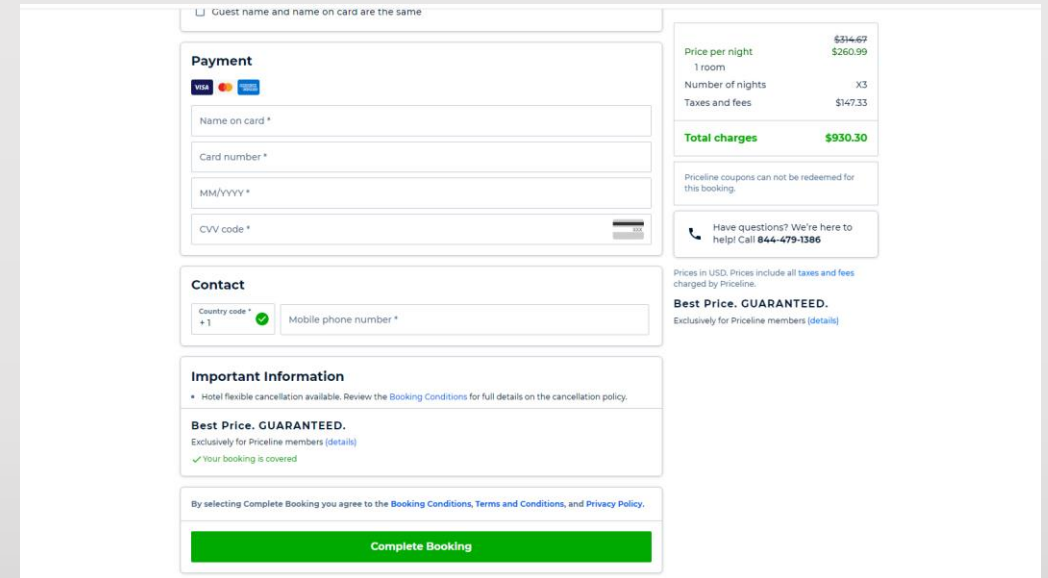 Guest name and name on card are the same
Payment
VISA
Name on card *
Card number *
MM/YYYY *
CVV code *
XXX
Contact
Country code *
+ 1
Mobile phone number *
Important Information
Hotel flexible cancellation available. Review the Booking Conditions for full details on the cancellation policy.
Best Price. GUARANTEED.
Exclusively for Priceline members (details)
Your booking is covered
By selecting Complete Booking you agree to the Booking Conditions, Terms and Conditions, and Privacy Policy.
Complete Booking
$314.67
Price per night $260.99
1 room
Number of nights X3
Taxes and fees $147.33
Total charges $930.30
Priceline coupons can not be redeemed for
this booking.
Have questions? We're here to
help! Call 844-479-1386
Prices in USD. Prices include all taxes and fees
charged by Priceline.
Best Price. GUARANTEED.
Exclusively for Priceline members (details)